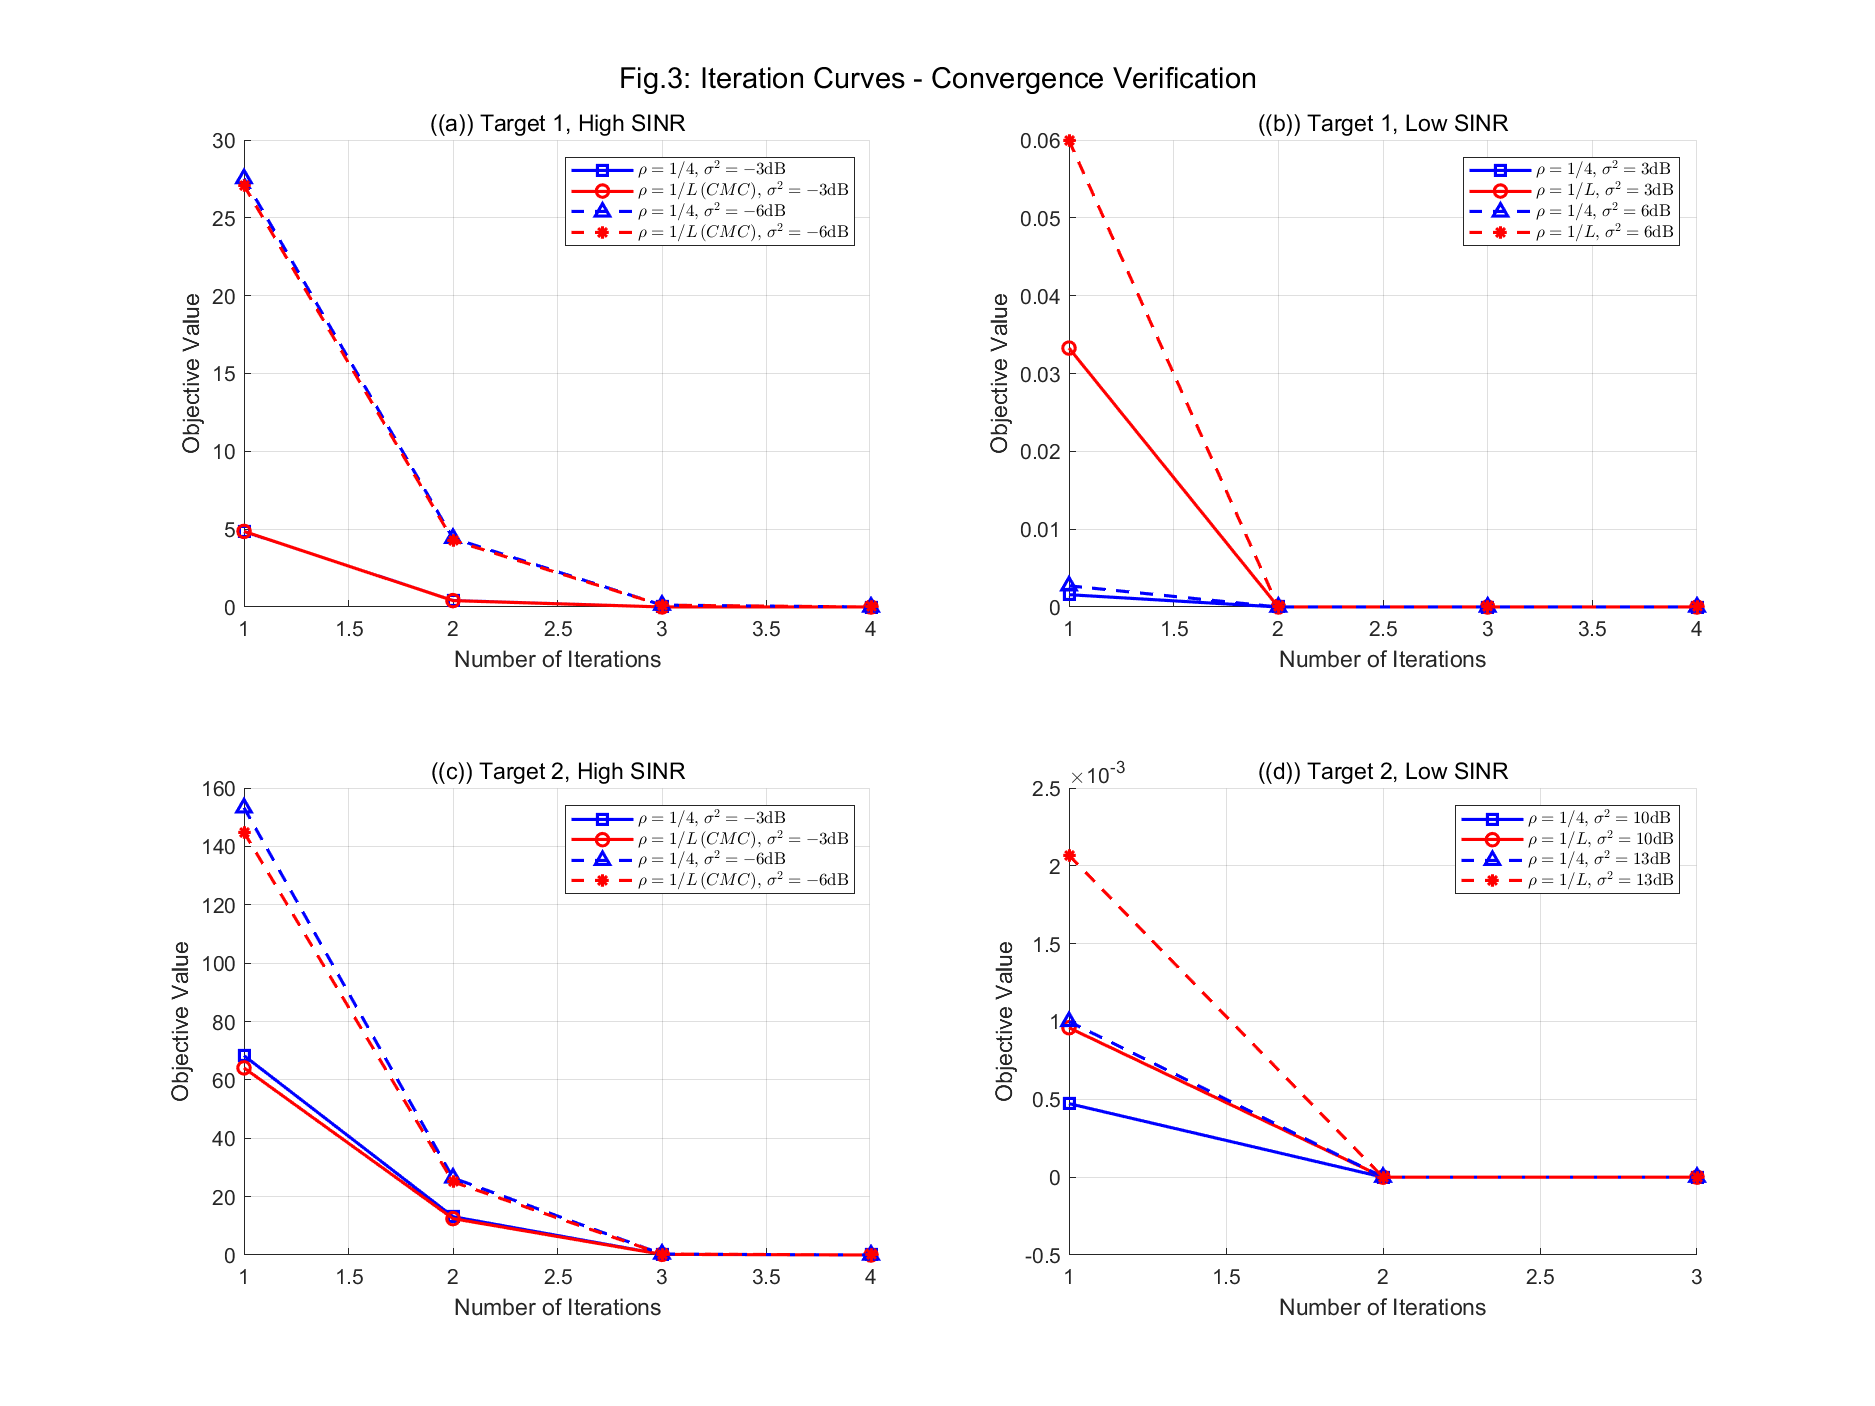 Fig.3: Iteration Curves - Convergence Verification
((a)) Target 1, High SINR
30
25
20
15
10
5
0
Objective Value
1 1.5 2 2.5 3 3.5 4
Number of Iterations
ρ = 1/4, σ² = −3dB
ρ = 1/L (CMC), σ² = −3dB
ρ = 1/4, σ² = −6dB
ρ = 1/L (CMC), σ² = −6dB
((b)) Target 1, Low SINR
0.06
0.05
0.04
0.03
0.02
0.01
0
Objective Value
1 1.5 2 2.5 3 3.5 4
Number of Iterations
ρ = 1/4, σ² = 3dB
ρ = 1/L, σ² = 3dB
ρ = 1/4, σ² = 6dB
ρ = 1/L, σ² = 6dB
((c)) Target 2, High SINR
160
140
120
100
80
60
40
20
0
Objective Value
1 1.5 2 2.5 3 3.5 4
Number of Iterations
ρ = 1/4, σ² = −3dB
ρ = 1/L (CMC), σ² = −3dB
ρ = 1/4, σ² = −6dB
ρ = 1/L (CMC), σ² = −6dB
((d)) Target 2, Low SINR
×10⁻³
2.5
2
1.5
1
0.5
0
-0.5
Objective Value
1 1.5 2 2.5 3
Number of Iterations
ρ = 1/4, σ² = 10dB
ρ = 1/L, σ² = 10dB
ρ = 1/4, σ² = 13dB
ρ = 1/L, σ² = 13dB